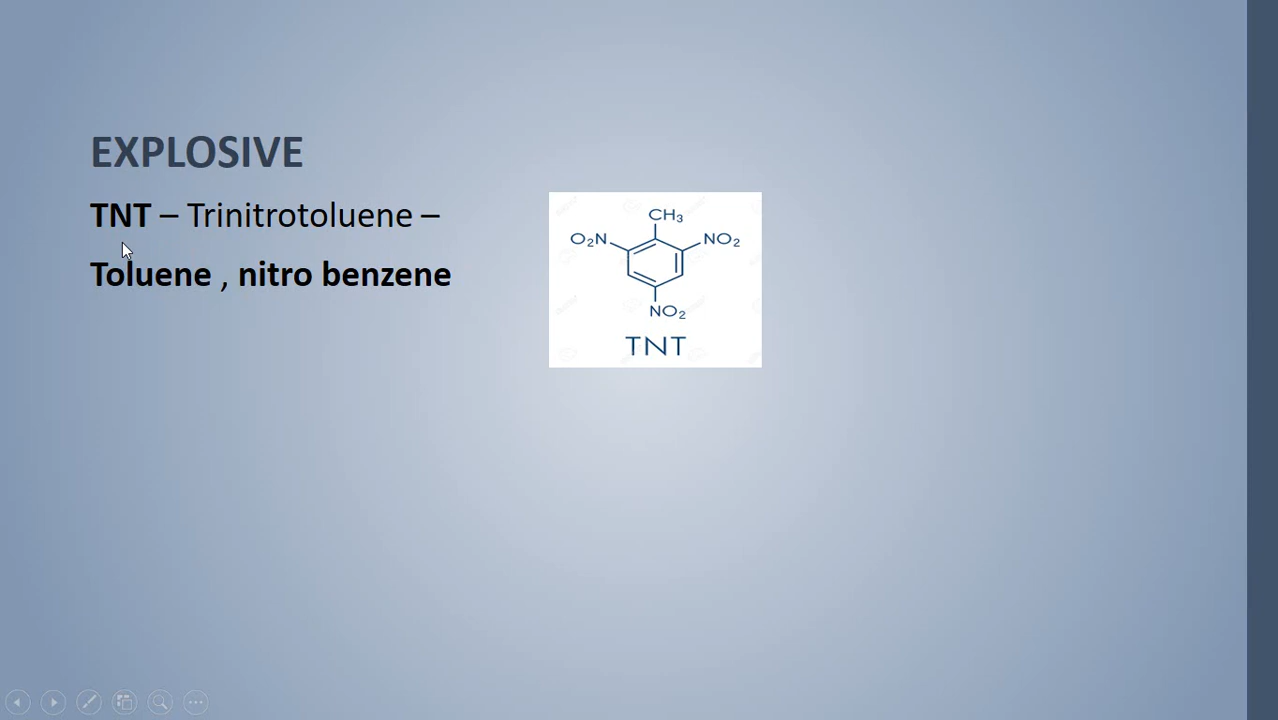 EXPLOSIVE
TNT – Trinitrotoluene –
Toluene , nitro benzene
CH3
O2N
NO2
NO2
TNT